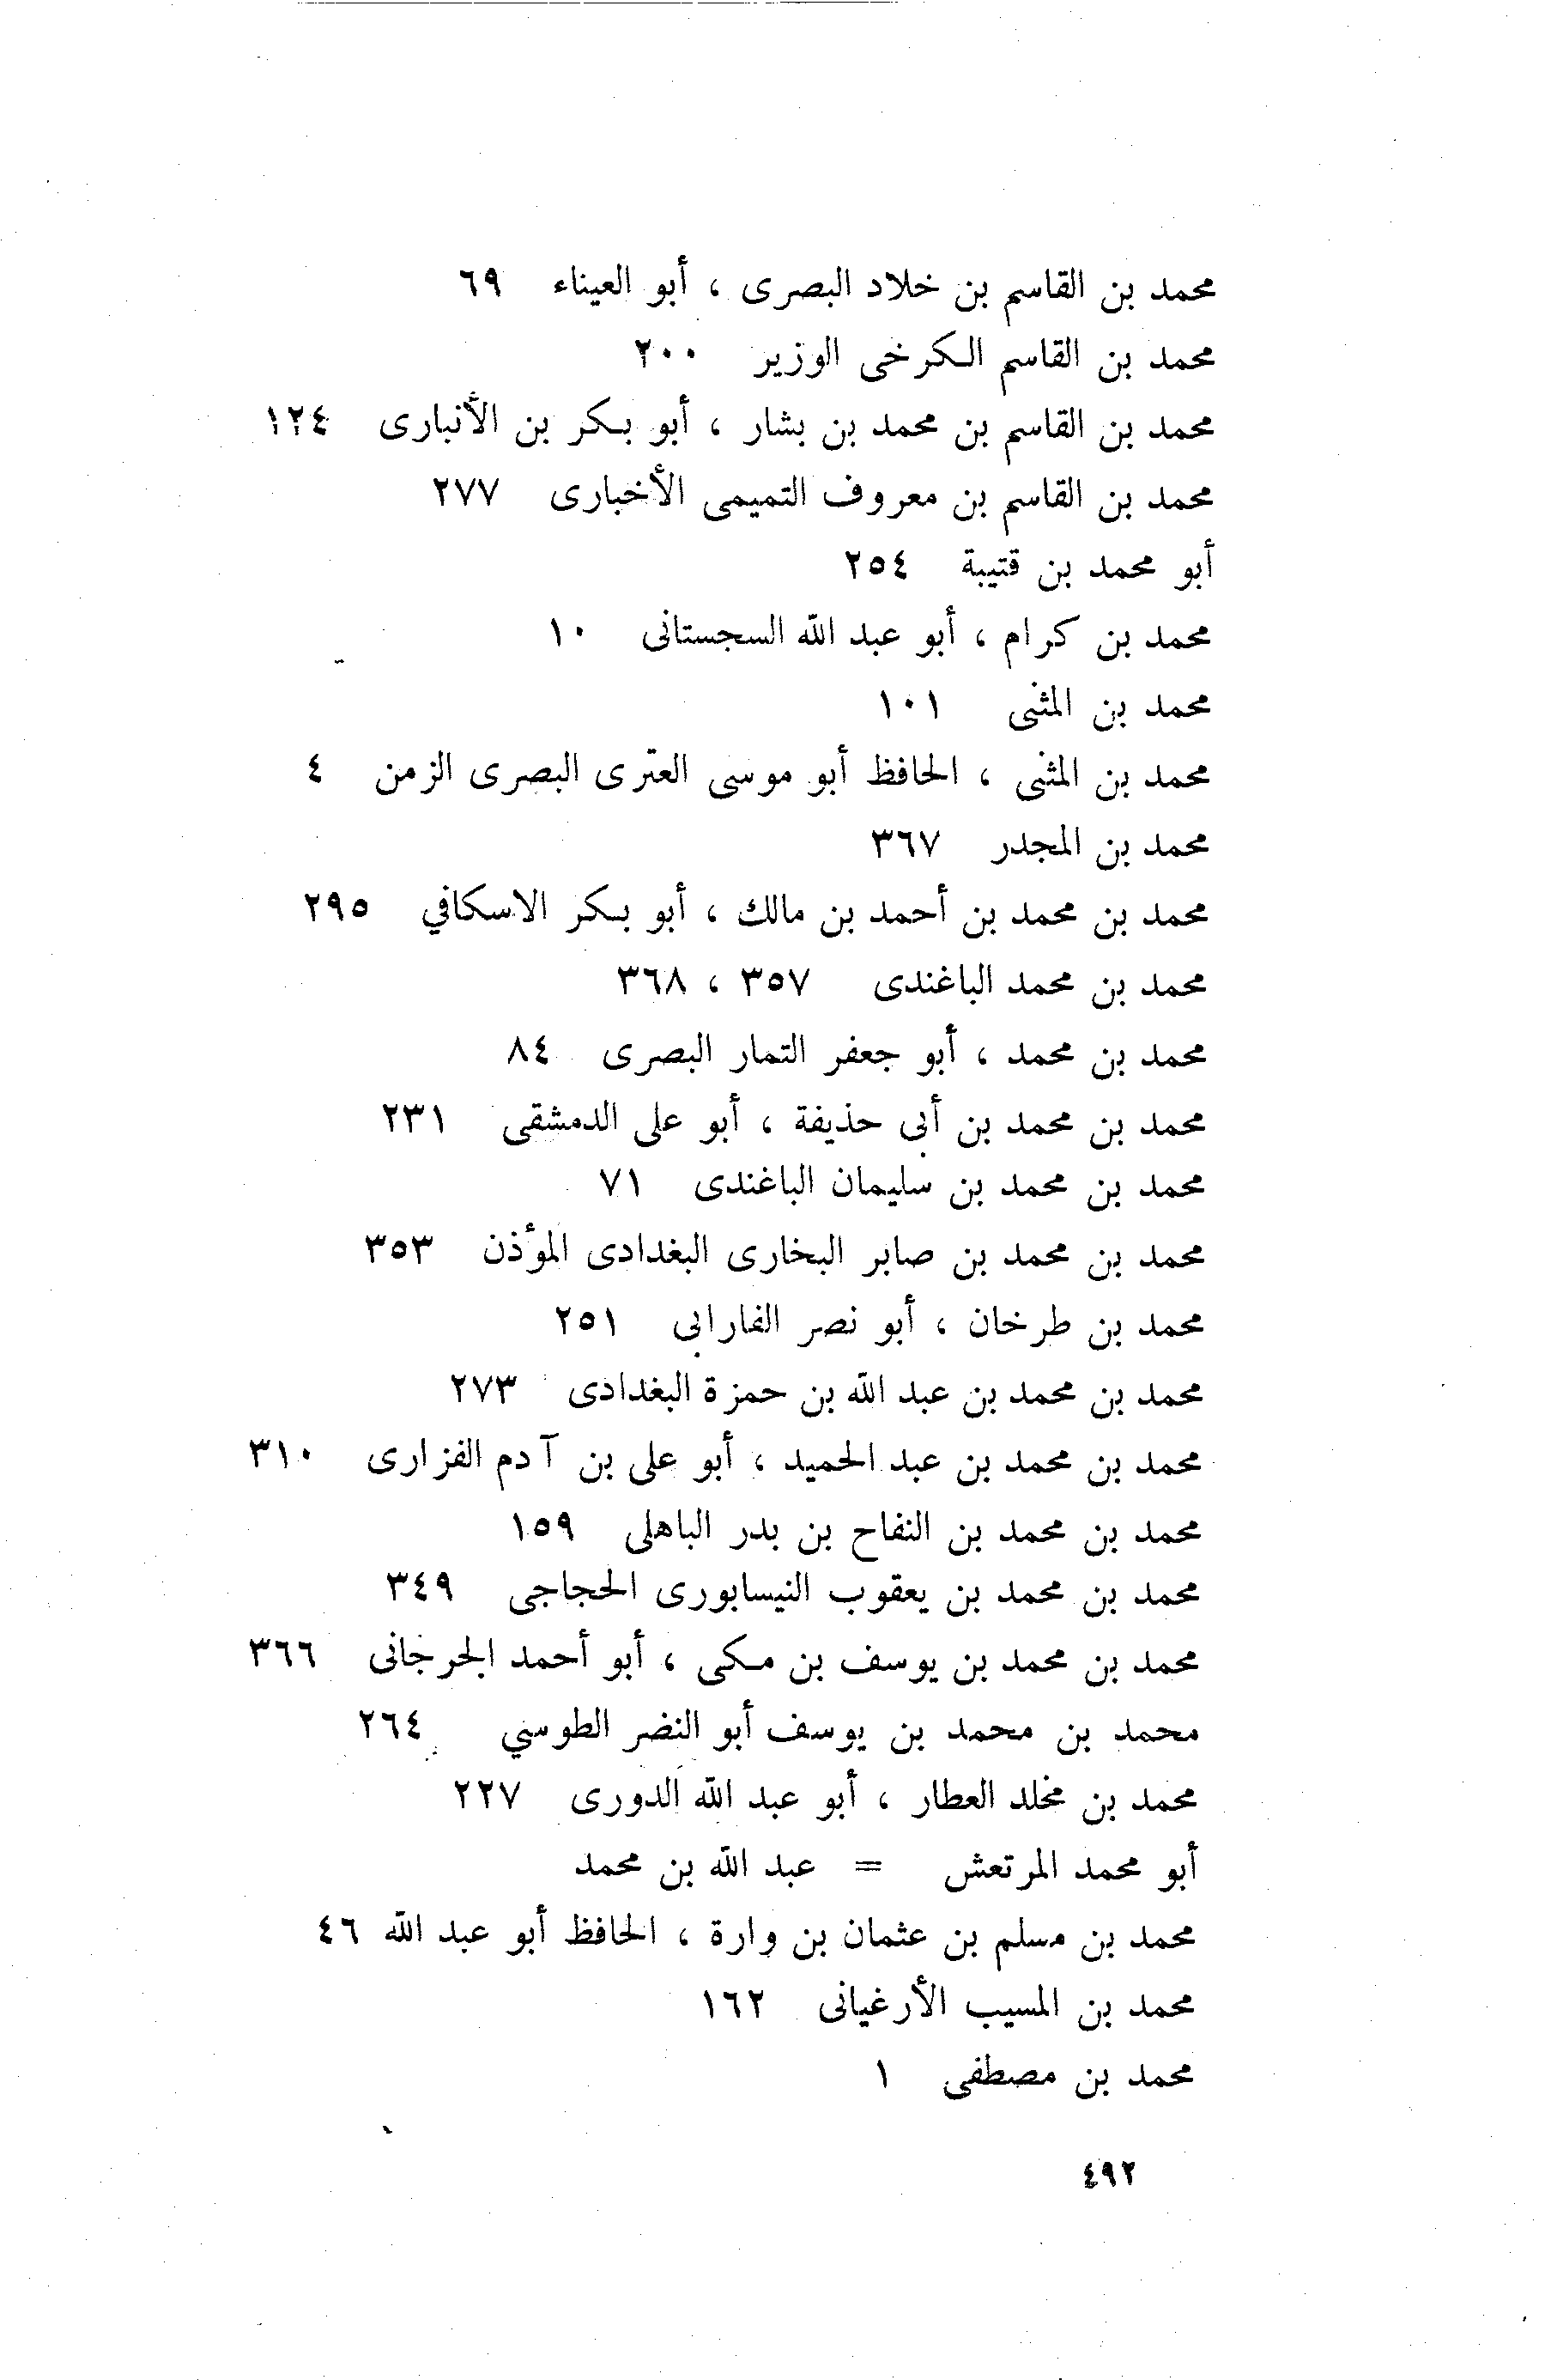 محمد بن القاسم بن خلاد البصرى ، أبو العيناء ٦٩
محمد بن القاسم الكرخى الوزير ٢٠٠
محمد بن القاسم بن محمد بن بشار ، أبو بكر بن الأنبارى ١٢٤
محمد بن القاسم بن معروف التميمى الأخبارى ٢٧٧
أبو محمد بن قتيبة ٢٥٤
محمد بن كرام ، أبو عبد الله السجستانى ١٠
محمد بن المثنى ١٠١
محمد بن المثنى ، الحافظ أبو موسى العنزى البصرى الزمن ٤
محمد بن المجدر ٣٦٧
محمد بن محمد بن أحمد بن مالك ، أبو بكر الاسكافي ٢٩٥
محمد بن محمد الباغندى ٣٥٧ ، ٣٦٨
محمد بن محمد ، أبو جعفر التمار البصرى ٨٤
محمد بن محمد بن أبى حذيفة ، أبو على الدمشقى ٢٣١
محمد بن محمد بن سليمان الباغندى ٧١
محمد بن محمد بن صابر البخارى البغدادى المؤذن ٣٥٣
محمد بن طرخان ، أبو نصر الفارابى ٢٥١
محمد بن محمد بن عبد الله بن حمزة البغدادى ٢٧٣
محمد بن محمد بن عبد الحميد ، أبو على بن آدم الفزارى ٣١٠
محمد بن محمد بن النفاح بن بدر الباهلى ١٥٩
محمد بن محمد بن يعقوب النيسابورى الحجاجى ٣٤٩
محمد بن محمد بن يوسف بن مكى ، أبو أحمد الجرجانى ٣٦٦
محمد بن محمد بن يوسف أبو النضر الطوسي ٢٦٤
محمد بن مخلد العطار ، أبو عبد الله الدورى ٢٢٧
أبو محمد المرتعش = عبد الله بن محمد
محمد بن مسلم بن عثمان بن وارة ، الحافظ أبو عبد الله ٤٦
محمد بن المسيب الأرغيانى ١٦٢
محمد بن مصطفى ١
٤٩٢